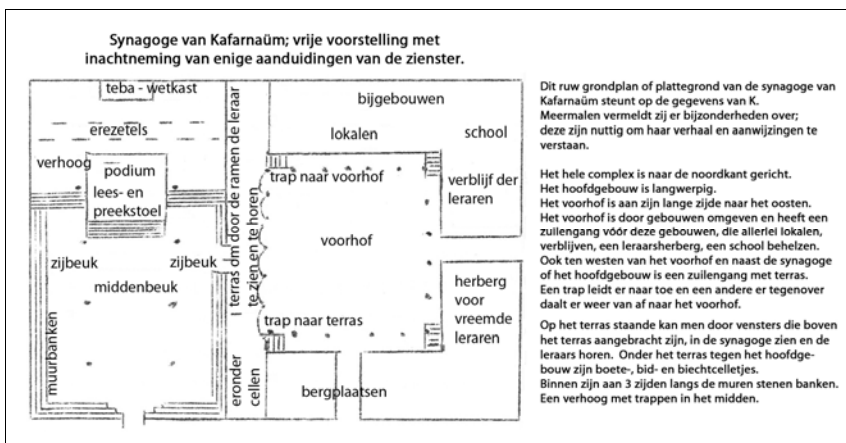 Synagoge van Kafarnaüm; vrije voorstelling met
inachtneming van enige aanduidingen van de zienster.
teba - wetkast
erezetels
verhoog
podium
lees- en
preekstoel
zijbeuk
zijbeuk
middenbeuk
muurbanken
terras om door de ramen de leraar
te zien en te horen
eronder
cellen
bijgebouwen
lokalen
school
trap naar voorhof
verblijf der
leraren
voorhof
herberg
voor
vreemde
leraren
trap naar terras
bergplaatsen
Dit ruw grondplan of plattegrond van de synagoge van
Kafarnaüm steunt op de gegevens van K.
Meermalen vermeldt zij er bijzonderheden over;
deze zijn nuttig om haar verhaal en aanwijzingen te
verstaan.
Het hele complex is naar de noordkant gericht.
Het hoofdgebouw is langwerpig.
Het voorhof is aan zijn lange zijde naar het oosten.
Het voorhof is door gebouwen omgeven en heeft een
zuilengang vóór deze gebouwen, die allerlei lokalen,
verblijven, een leraarsherberg, een school behelzen.
Ook ten westen van het voorhof en naast de synagoge
of het hoofdgebouw is een zuilengang met terras.
Een trap leidt er naar toe en een andere er tegenover
daalt er weer van af naar het voorhof.
Op het terras staande kan men door vensters die boven
het terras aangebracht zijn, in de synagoge zien en de
leraars horen. Onder het terras tegen het hoofdge-
bouw zijn boete-, bid- en biechtcelletjes.
Binnen zijn aan 3 zijden langs de muren stenen banken.
Een verhoog met trappen in het midden.